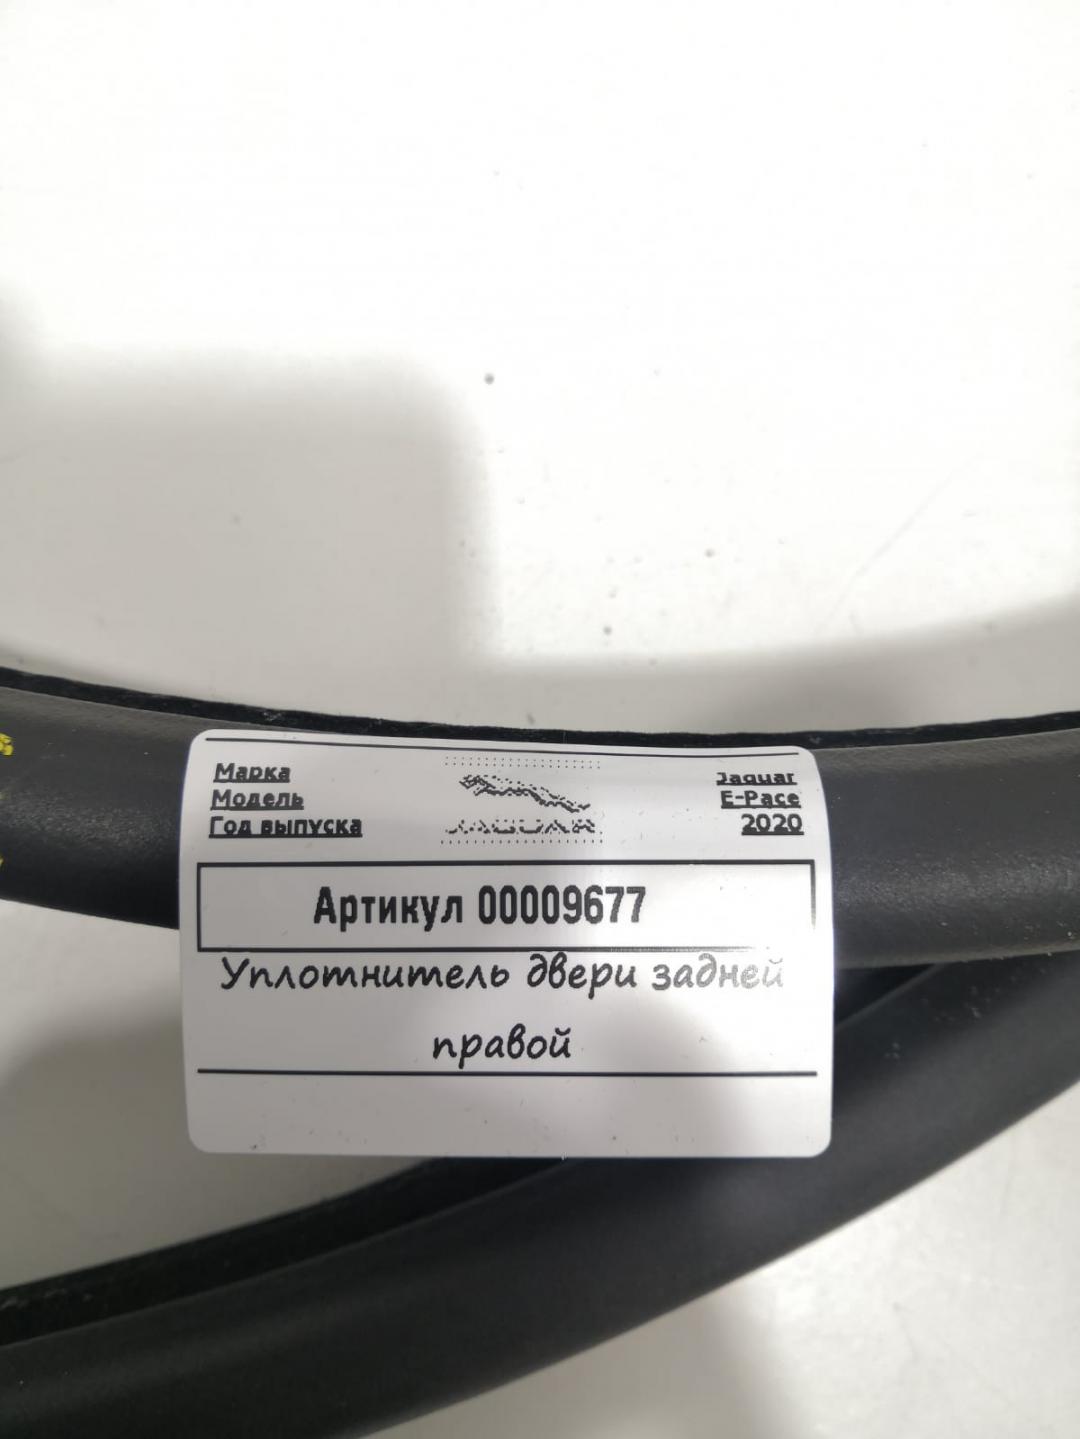 Марка Jaguar
Модель E-Pace
Год выпуска 2020
JAGUAR
Артикул 00009677
Уплотнитель двери задней
правой